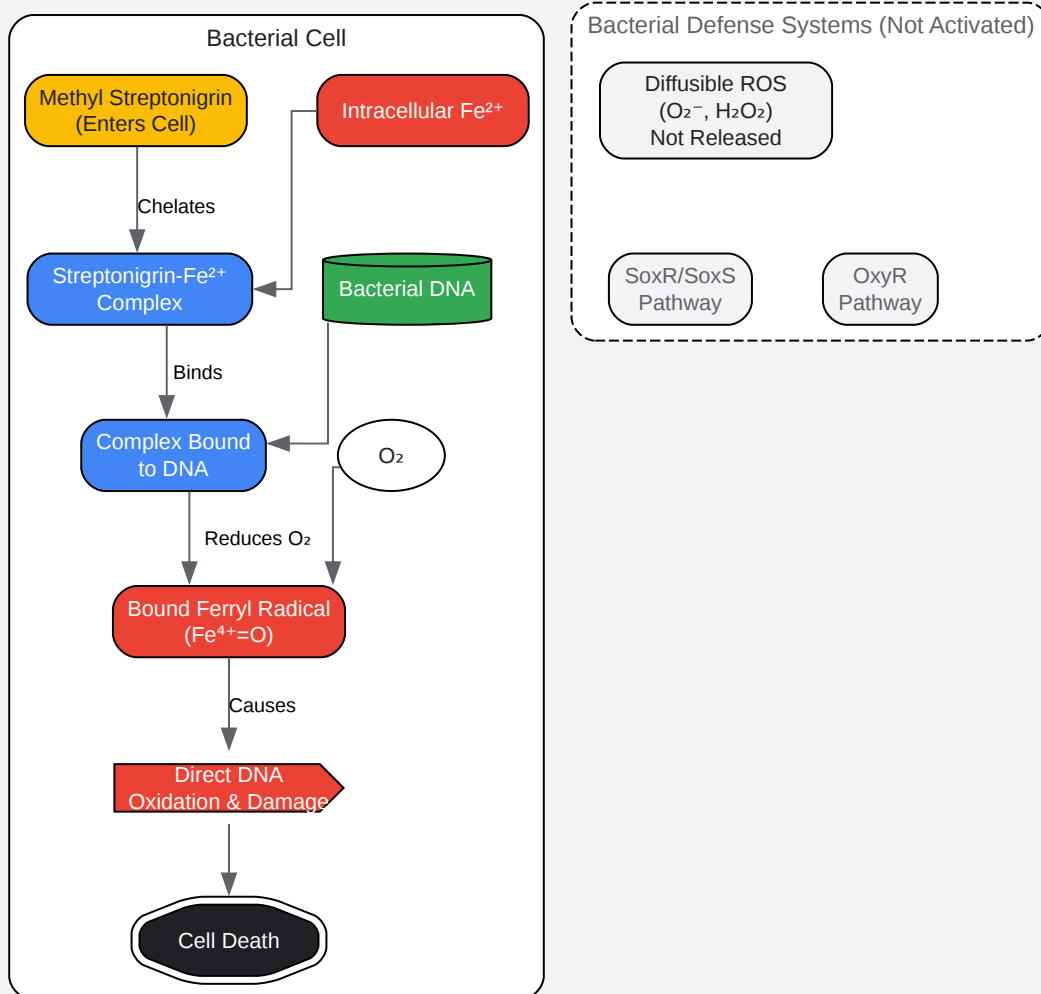 Bacterial Cell
Methyl Streptonigrin
(Enters Cell)
Intracellular Fe²⁺
Chelates
Streptonigrin-Fe²⁺
Complex
Bacterial DNA
Binds
Complex Bound
to DNA
O₂
Reduces O₂
Bound Ferryl Radical
(Fe⁴⁺=O)
Causes
Direct DNA
Oxidation & Damage
Cell Death
Bacterial Defense Systems (Not Activated)
Diffusible ROS
(O₂⁻, H₂O₂)
Not Released
SoxR/SoxS
Pathway
OxyR
Pathway